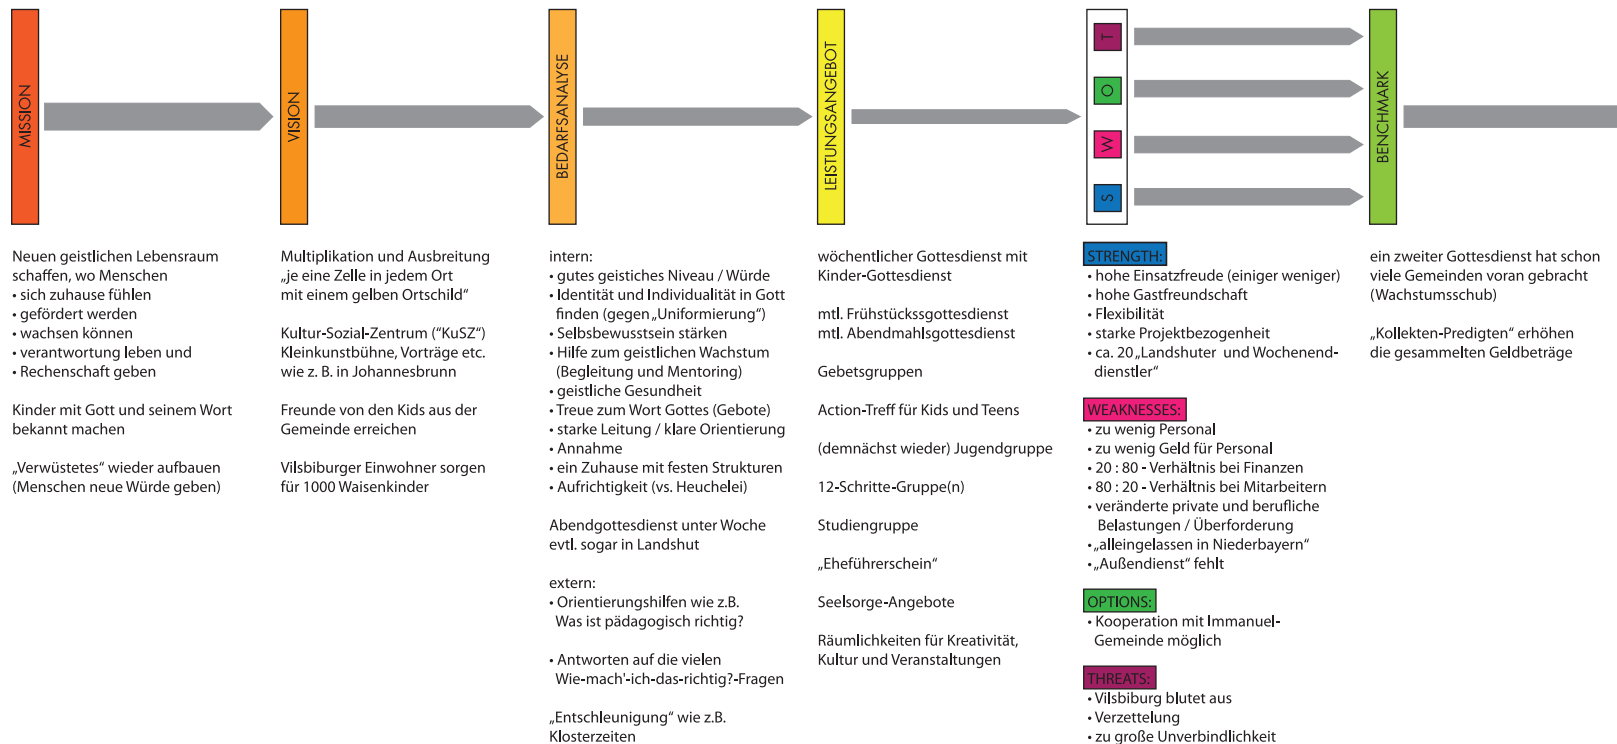 MISSION
Neuen geistlichen Lebensraum
schaffen, wo Menschen
• sich zuhause fühlen
• gefördert werden
• wachsen können
• verantwortung leben und
• Rechenschaft geben
Kinder mit Gott und seinem Wort
bekannt machen
„Verwüstetes“ wieder aufbauen
(Menschen neue Würde geben)
VISION
Multiplikation und Ausbreitung
„je eine Zelle in jedem Ort
mit einem gelben Ortschild“
Kultur-Sozial-Zentrum (“KuSZ”)
Kleinkunstbühne, Vorträge etc.
wie z. B. in Johannesbrunn
Freunde von den Kids aus der
Gemeinde erreichen
Vilsbiburger Einwohner sorgen
für 1000 Waisenkinder
BEDARFSANALYSE
intern:
• gutes geistiches Niveau / Würde
• Identität und Individualität in Gott
finden (gegen „Uniformierung“)
• Selbsbewusstsein stärken
• Hilfe zum geistlichen Wachstum
(Begleitung und Mentoring)
• geistliche Gesundheit
• Treue zum Wort Gottes (Gebote)
• starke Leitung / klare Orientierung
• Annahme
• ein Zuhause mit festen Strukturen
• Aufrichtigkeit (vs. Heuchelei)
Abendgottesdienst unter Woche
evtl. sogar in Landshut
extern:
• Orientierungshilfen wie z.B.
Was ist pädagogisch richtig?
• Antworten auf die vielen
Wie-mach'-ich-das-richtig?-Fragen
„Entschleunigung“ wie z.B.
Klosterzeiten
LEISTUNGSANGEBOT
wöchentlicher Gottesdienst mit
Kinder-Gottesdienst
mtl. Frühstückssgottesdienst
mtl. Abendmahlsgottesdienst
Gebetsgruppen
Action-Treff für Kids und Teens
(demnächst wieder) Jugendgruppe
12-Schritte-Gruppe(n)
Studiengruppe
„Eheführerschein“
Seelsorge-Angebote
Räumlichkeiten für Kreativität,
Kultur und Veranstaltungen
T
O
W
S
STRENGTH:
• hohe Einsatzfreude (einiger weniger)
• hohe Gastfreundschaft
• Flexibilität
• starke Projektbezogenheit
• ca. 20 „Landshuter und Wochenend-
dienstler“
WEAKNESSES:
• zu wenig Personal
• zu wenig Geld für Personal
• 20 : 80 - Verhältnis bei Finanzen
• 80 : 20 - Verhältnis bei Mitarbeitern
• veränderte private und berufliche
Belastungen / Überforderung
• „alleingelassen in Niederbayern“
• „Außendienst“ fehlt
OPTIONS:
• Kooperation mit Immanuel-
Gemeinde möglich
THREATS:
• Vilsbiburg blutet aus
• Verzettelung
• zu große Unverbindlichkeit
BENCHMARK
ein zweiter Gottesdienst hat schon
viele Gemeinden voran gebracht
(Wachstumsschub)
„Kollekten-Predigten“ erhöhen
die gesammelten Geldbeträge